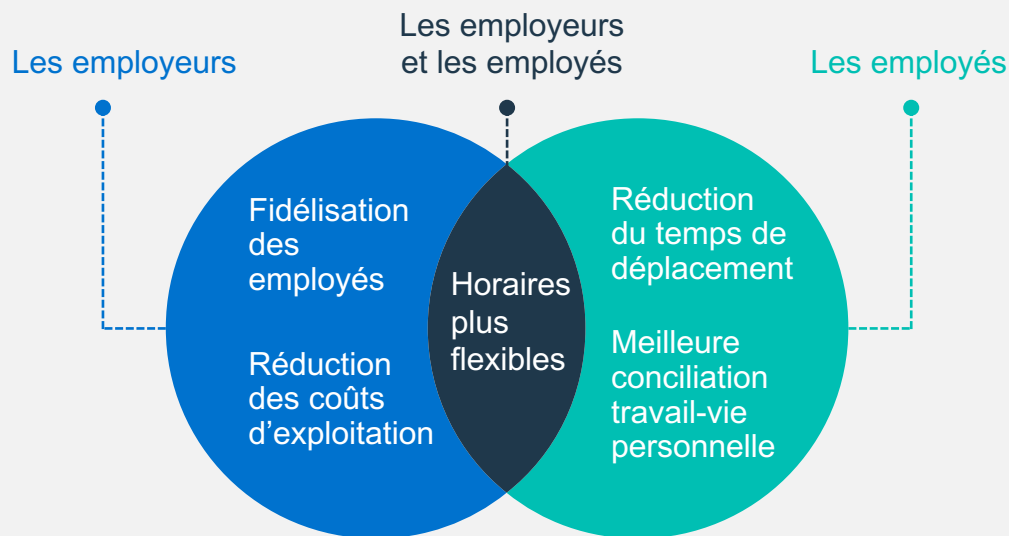 Les employeurs
Les employeurs
et les employés
Les employés
Fidélisation
des
employés
Réduction
des coûts
d’exploitation
Horaires
plus
flexibles
Réduction
du temps de
déplacement
Meilleure
conciliation
travail-vie
personnelle